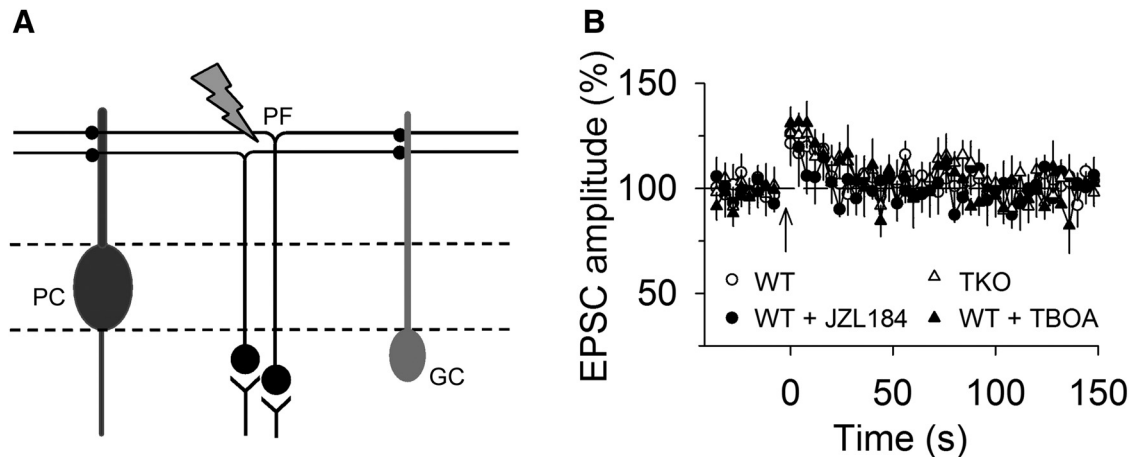 A
PF
PC
GC
B
EPSC amplitude (%)
150
100
50
WT
TKO
WT + JZL184
WT + TBOA
0
50
100
150
Time (s)